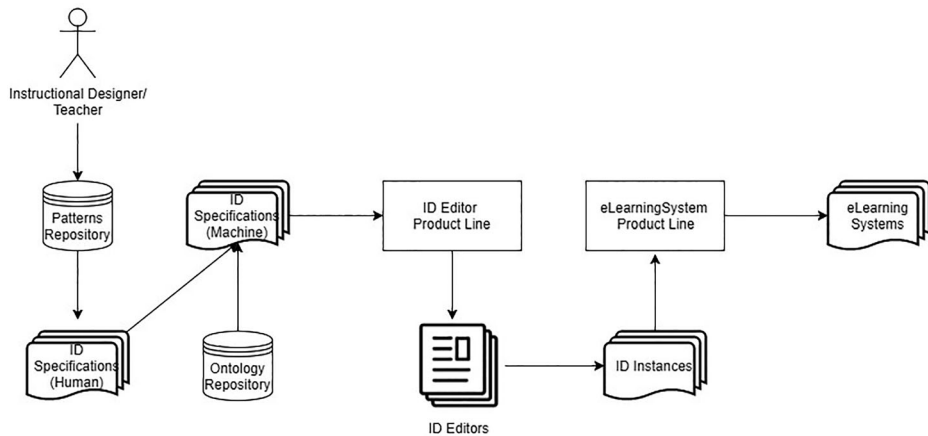 Instructional Designer/
Teacher
Patterns
Repository
ID
Specifications
(Human)
ID
Specifications
(Machine)
Ontology
Repository
ID Editor
Product Line
ID Editors
ID Instances
eLearningSystem
Product Line
eLearning
Systems